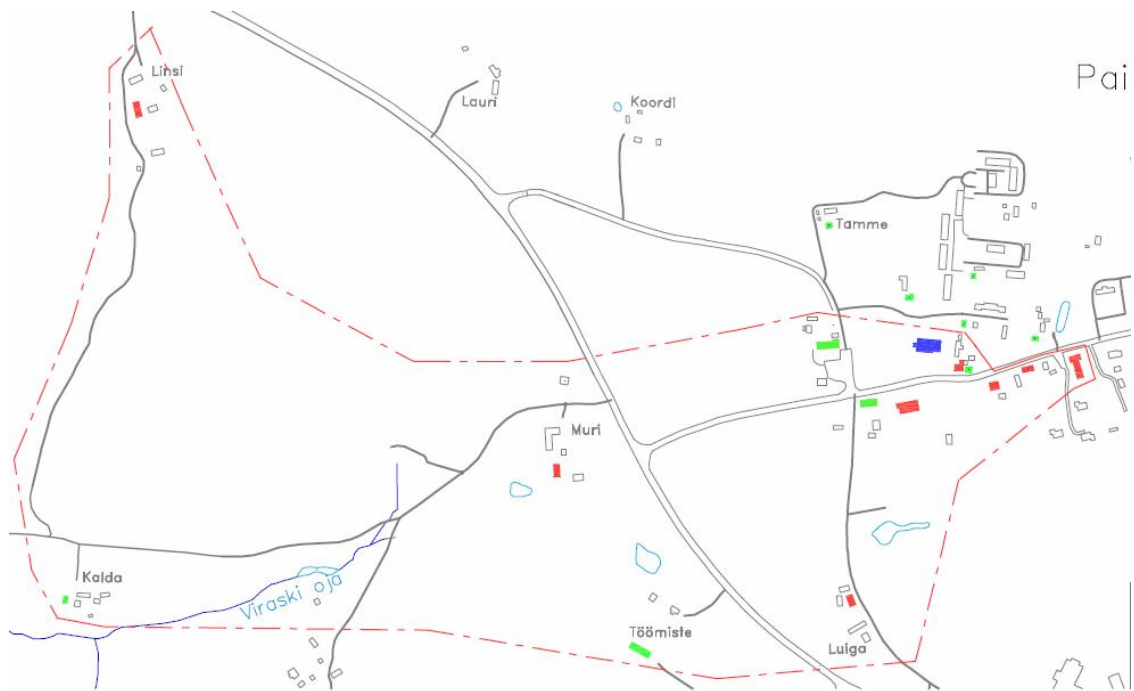 Linsi
Lauri
Koordi
Pai
Tamme
Muri
Kalda
Viraski oja
Töömiste
Luiga